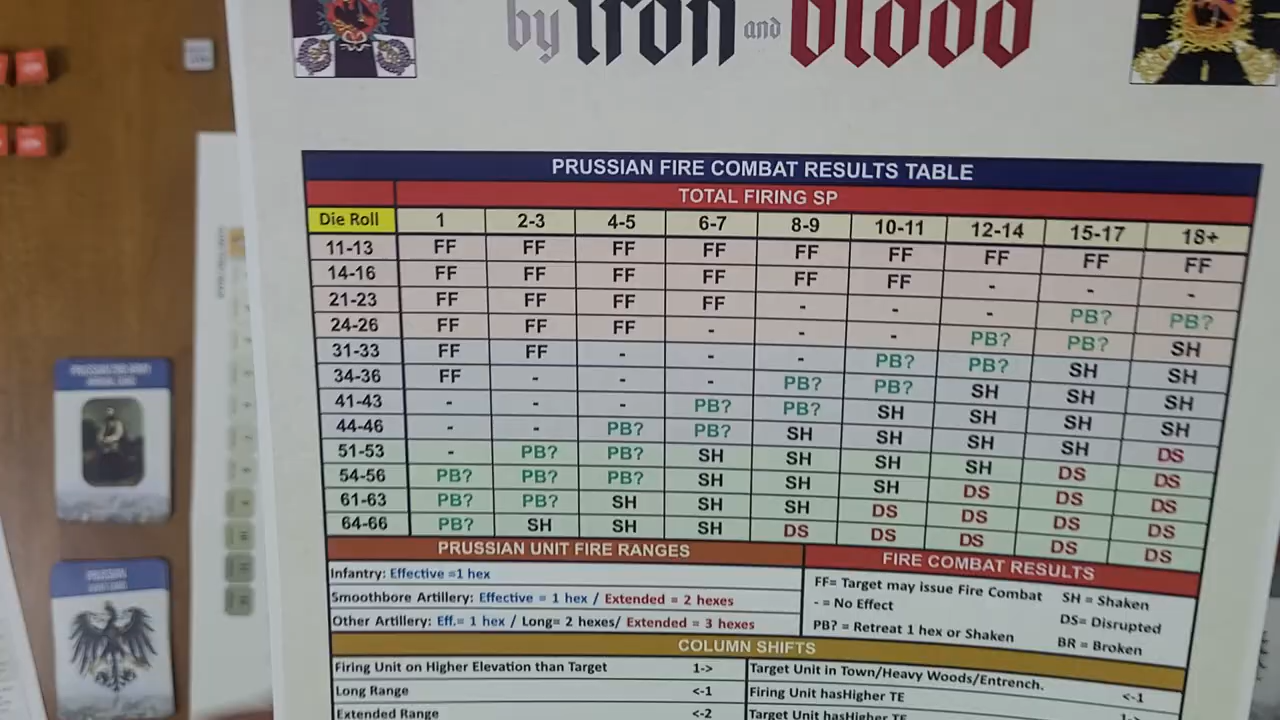 by iron and blood
PRUSSIAN FIRE COMBAT RESULTS TABLE
TOTAL FIRING SP
Die Roll 1 2-3 4-5 6-7 8-9 10-11 12-14 15-17 18+
11-13 FF FF FF FF FF FF FF FF FF
14-16 FF FF FF FF FF FF - - -
21-23 FF FF FF FF - - - PB? PB?
24-26 FF FF FF - - - PB? PB? SH
31-33 FF FF - - - PB? PB? SH SH
34-36 FF - - - PB? PB? SH SH SH
41-43 - - - PB? PB? SH SH SH SH
44-46 - - PB? PB? SH SH SH SH DS
51-53 - PB? PB? SH SH SH SH DS DS
54-56 PB? PB? PB? SH SH SH DS DS DS
61-63 PB? PB? SH SH SH DS DS DS DS
64-66 PB? SH SH SH DS DS DS DS DS
PRUSSIAN UNIT FIRE RANGES
Infantry: Effective =1 hex
Smoothbore Artillery: Effective = 1 hex / Extended = 2 hexes
Other Artillery: Eff.= 1 hex / Long= 2 hexes/ Extended = 3 hexes
FIRE COMBAT RESULTS
FF= Target may issue Fire Combat SH = Shaken
- = No Effect DS= Disrupted
PB? = Retreat 1 hex or Shaken BR = Broken
COLUMN SHIFTS
Firing Unit on Higher Elevation than Target 1-> Target Unit in Town/Heavy Woods/Entrench. <-1
Long Range <-1 Firing Unit hasHigher TE
Extended Range <-2 Target Unit hasHigher TE
PRUSSIAN